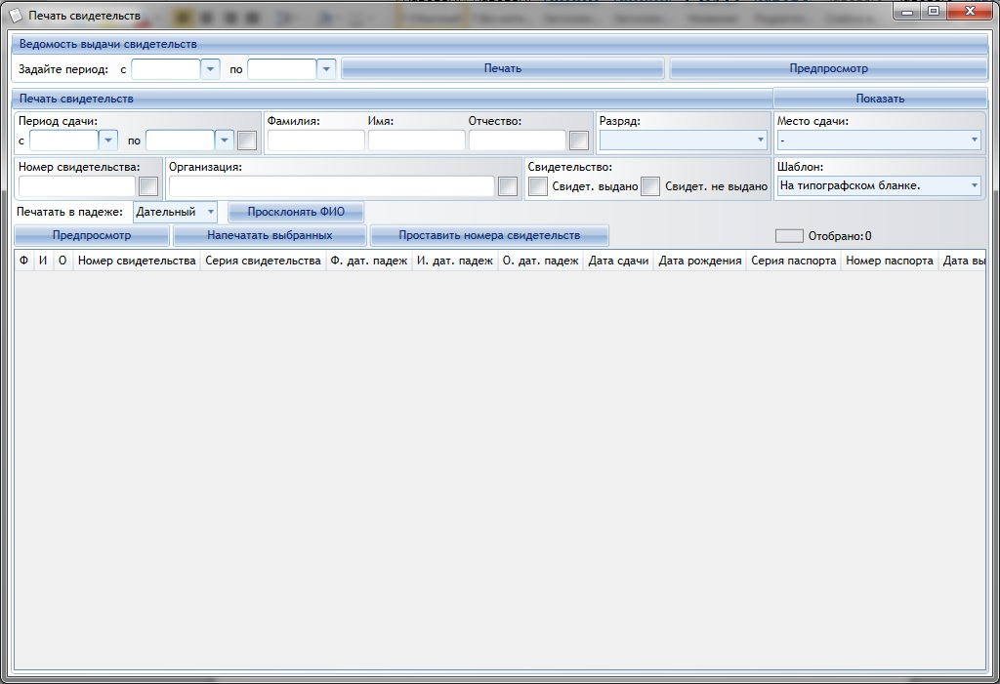 Печать свидетельств
Ведомость выдачи свидетельств
Задайте период: с по Печать Предпросмотр
Печать свидетельств Показать
Период сдачи: Фамилия: Имя: Отчество: Разряд: Место сдачи:
с по -
Номер свидетельства: Организация: Свидетельство: Шаблон:
Свидет. выдано Свидет. не выдано На типографском бланке.
Печатать в падеже: Дательный Просклонять ФИО
Предпросмотр Напечатать выбранных Проставить номера свидетельств Отобрано:0
Ф И О Номер свидетельства Серия свидетельства Ф. дат. падеж И. дат. падеж О. дат. падеж Дата сдачи Дата рождения Серия паспорта Номер паспорта Дата вы